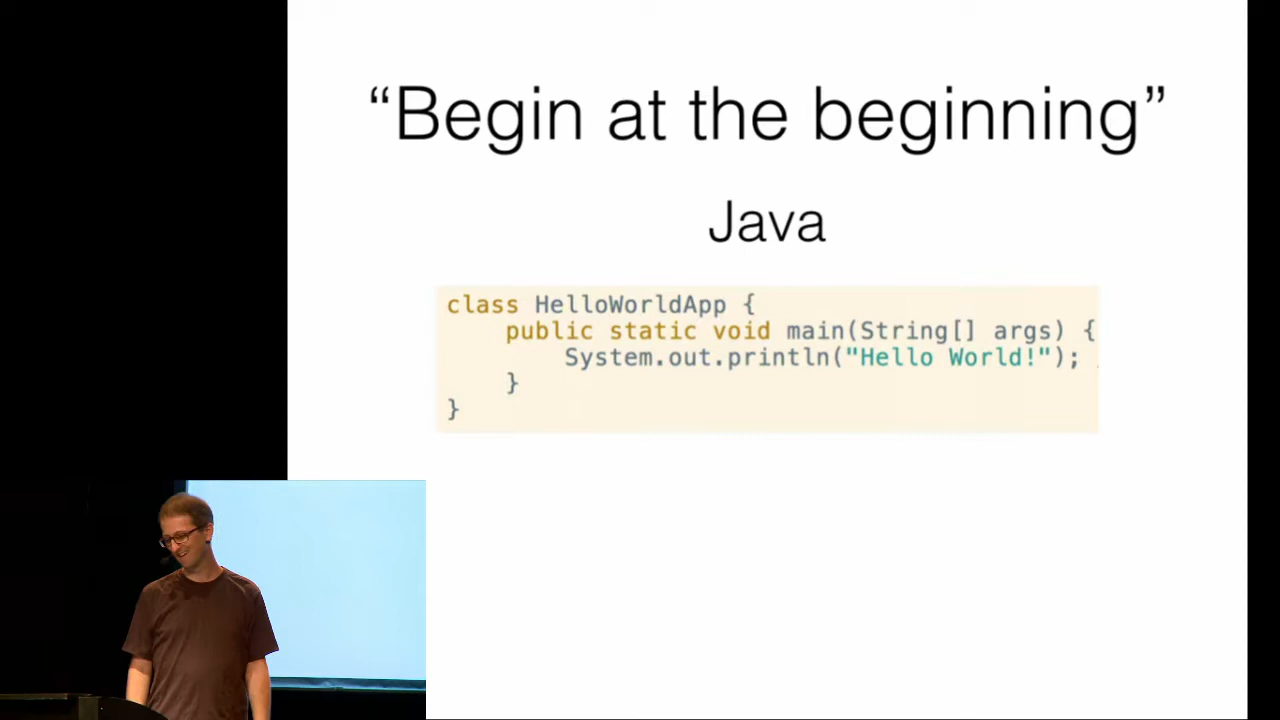 “Begin at the beginning”
Java
class HelloWorldApp {
    public static void main(String[] args) {
        System.out.println("Hello World!");
    }
}